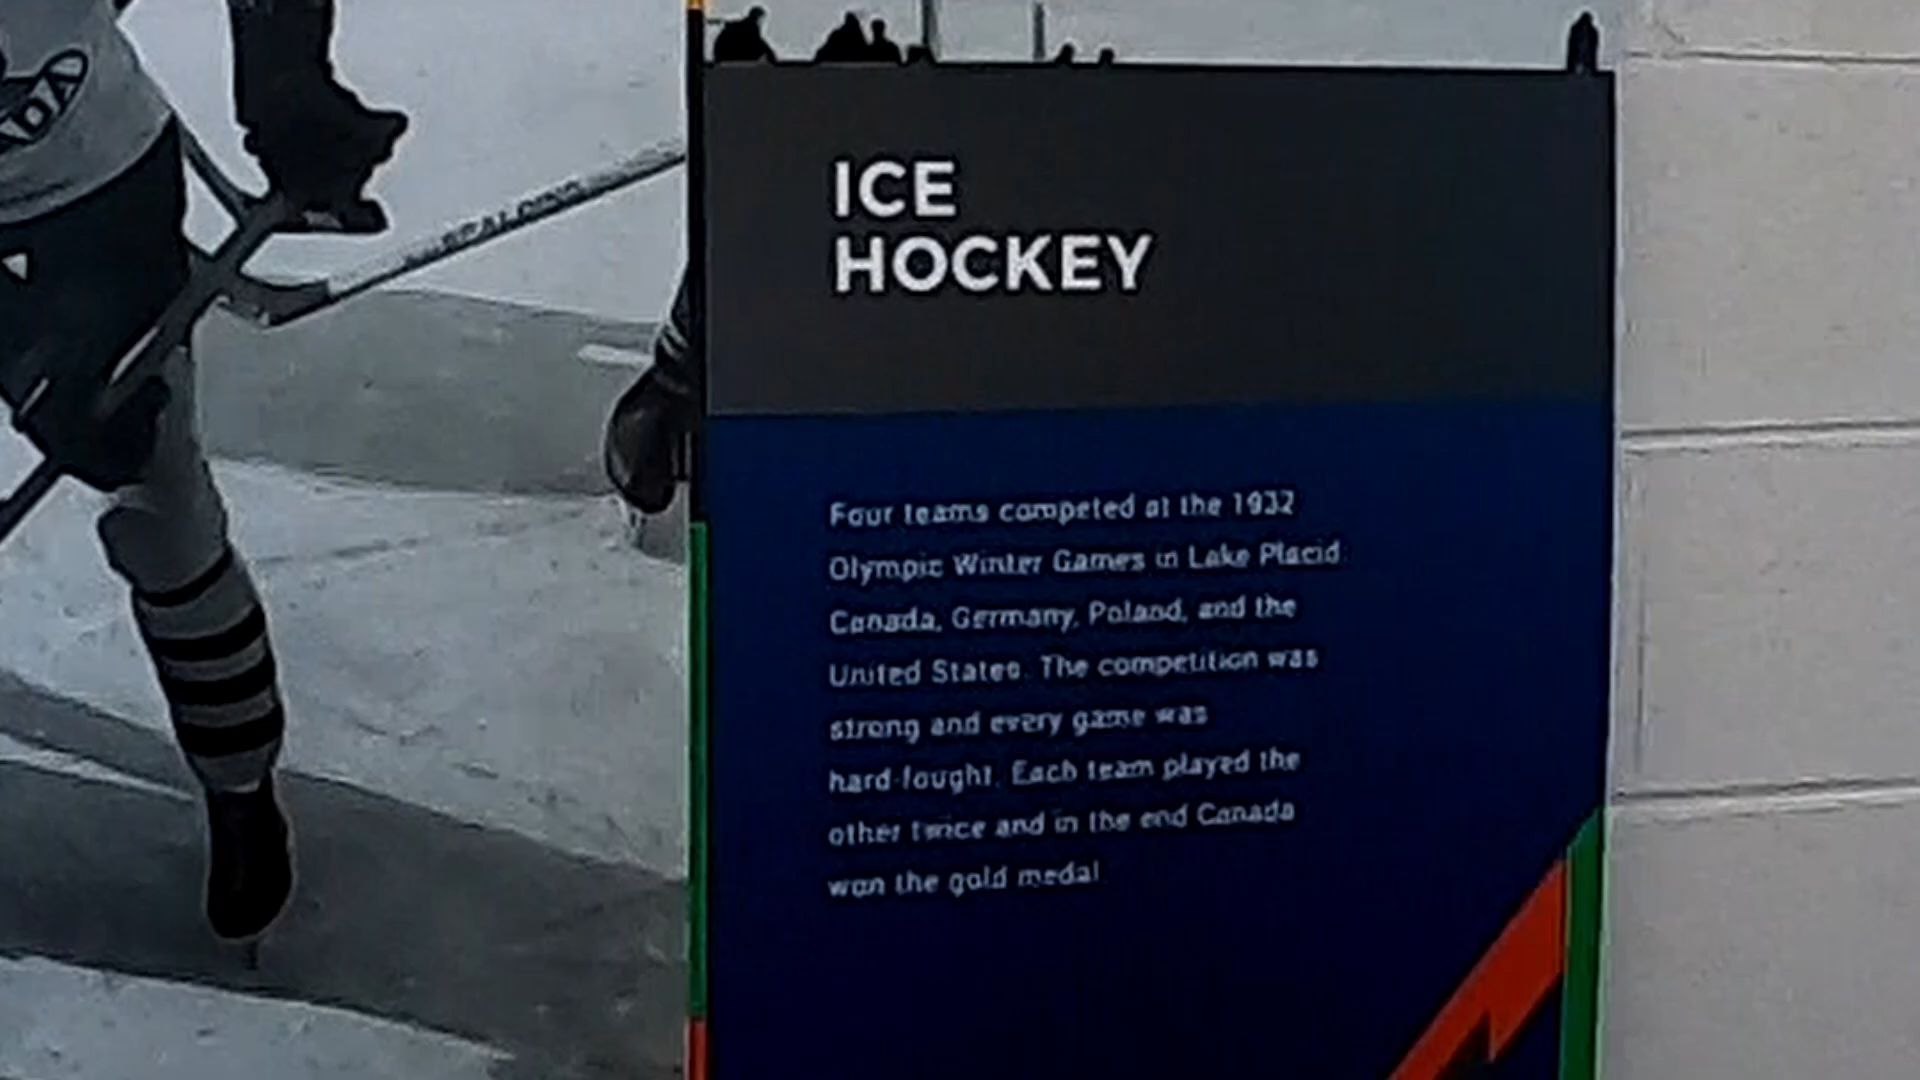 ICE
HOCKEY
SPALDING
Four teams competed at the 1932
Olympic Winter Games in Lake Placid:
Canada, Germany, Poland, and the
United States. The competition was
strong and every game was
hard-fought. Each team played the
other twice and in the end Canada
won the gold medal.